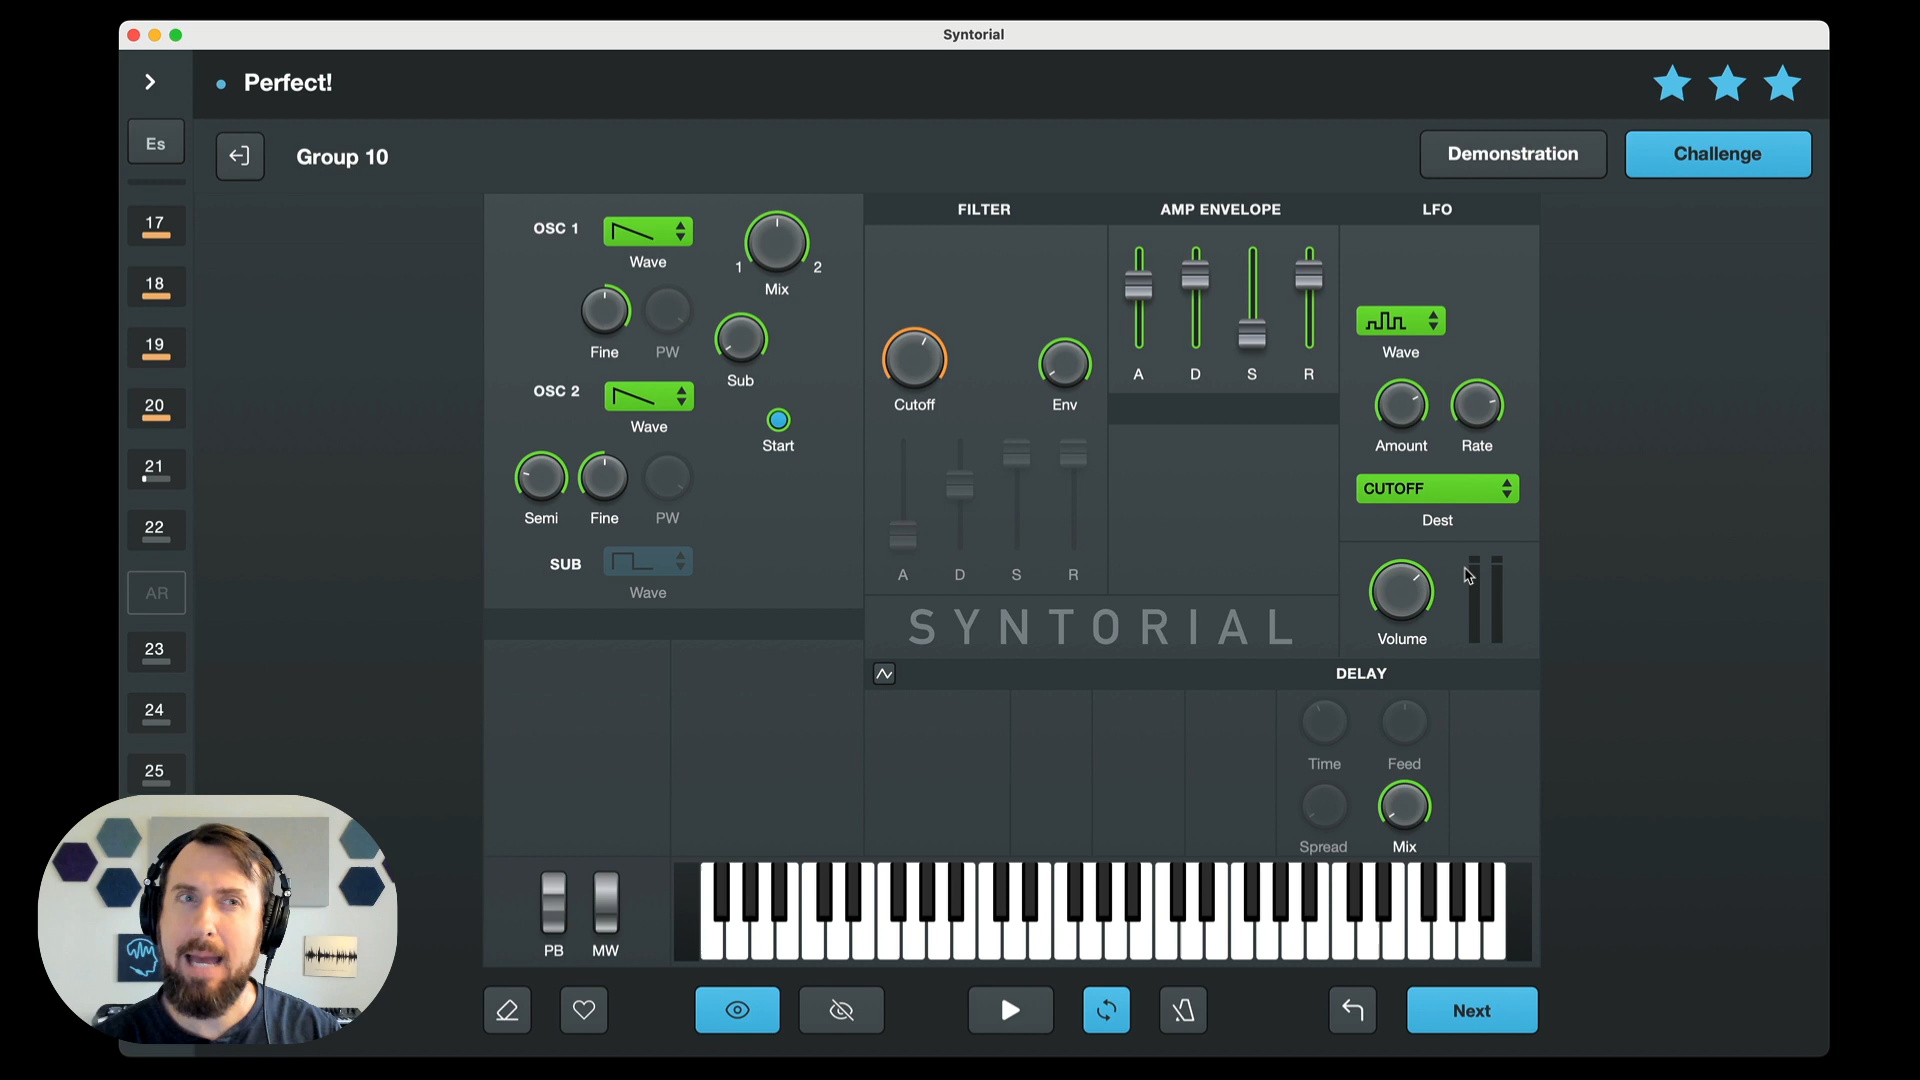 Syntorial
Perfect!
Es
Group 10
Demonstration
Challenge
17
18
19
20
21
22
AR
23
24
25
OSC 1
Wave
1
2
Mix
Fine
PW
Sub
OSC 2
Wave
Start
Semi
Fine
PW
SUB
Wave
FILTER
Cutoff
Env
A
D
S
R
AMP ENVELOPE
A
D
S
R
LFO
Wave
Amount
Rate
CUTOFF
Dest
Volume
SYNTORIAL
DELAY
Time
Feed
Spread
Mix
PB
MW
Next